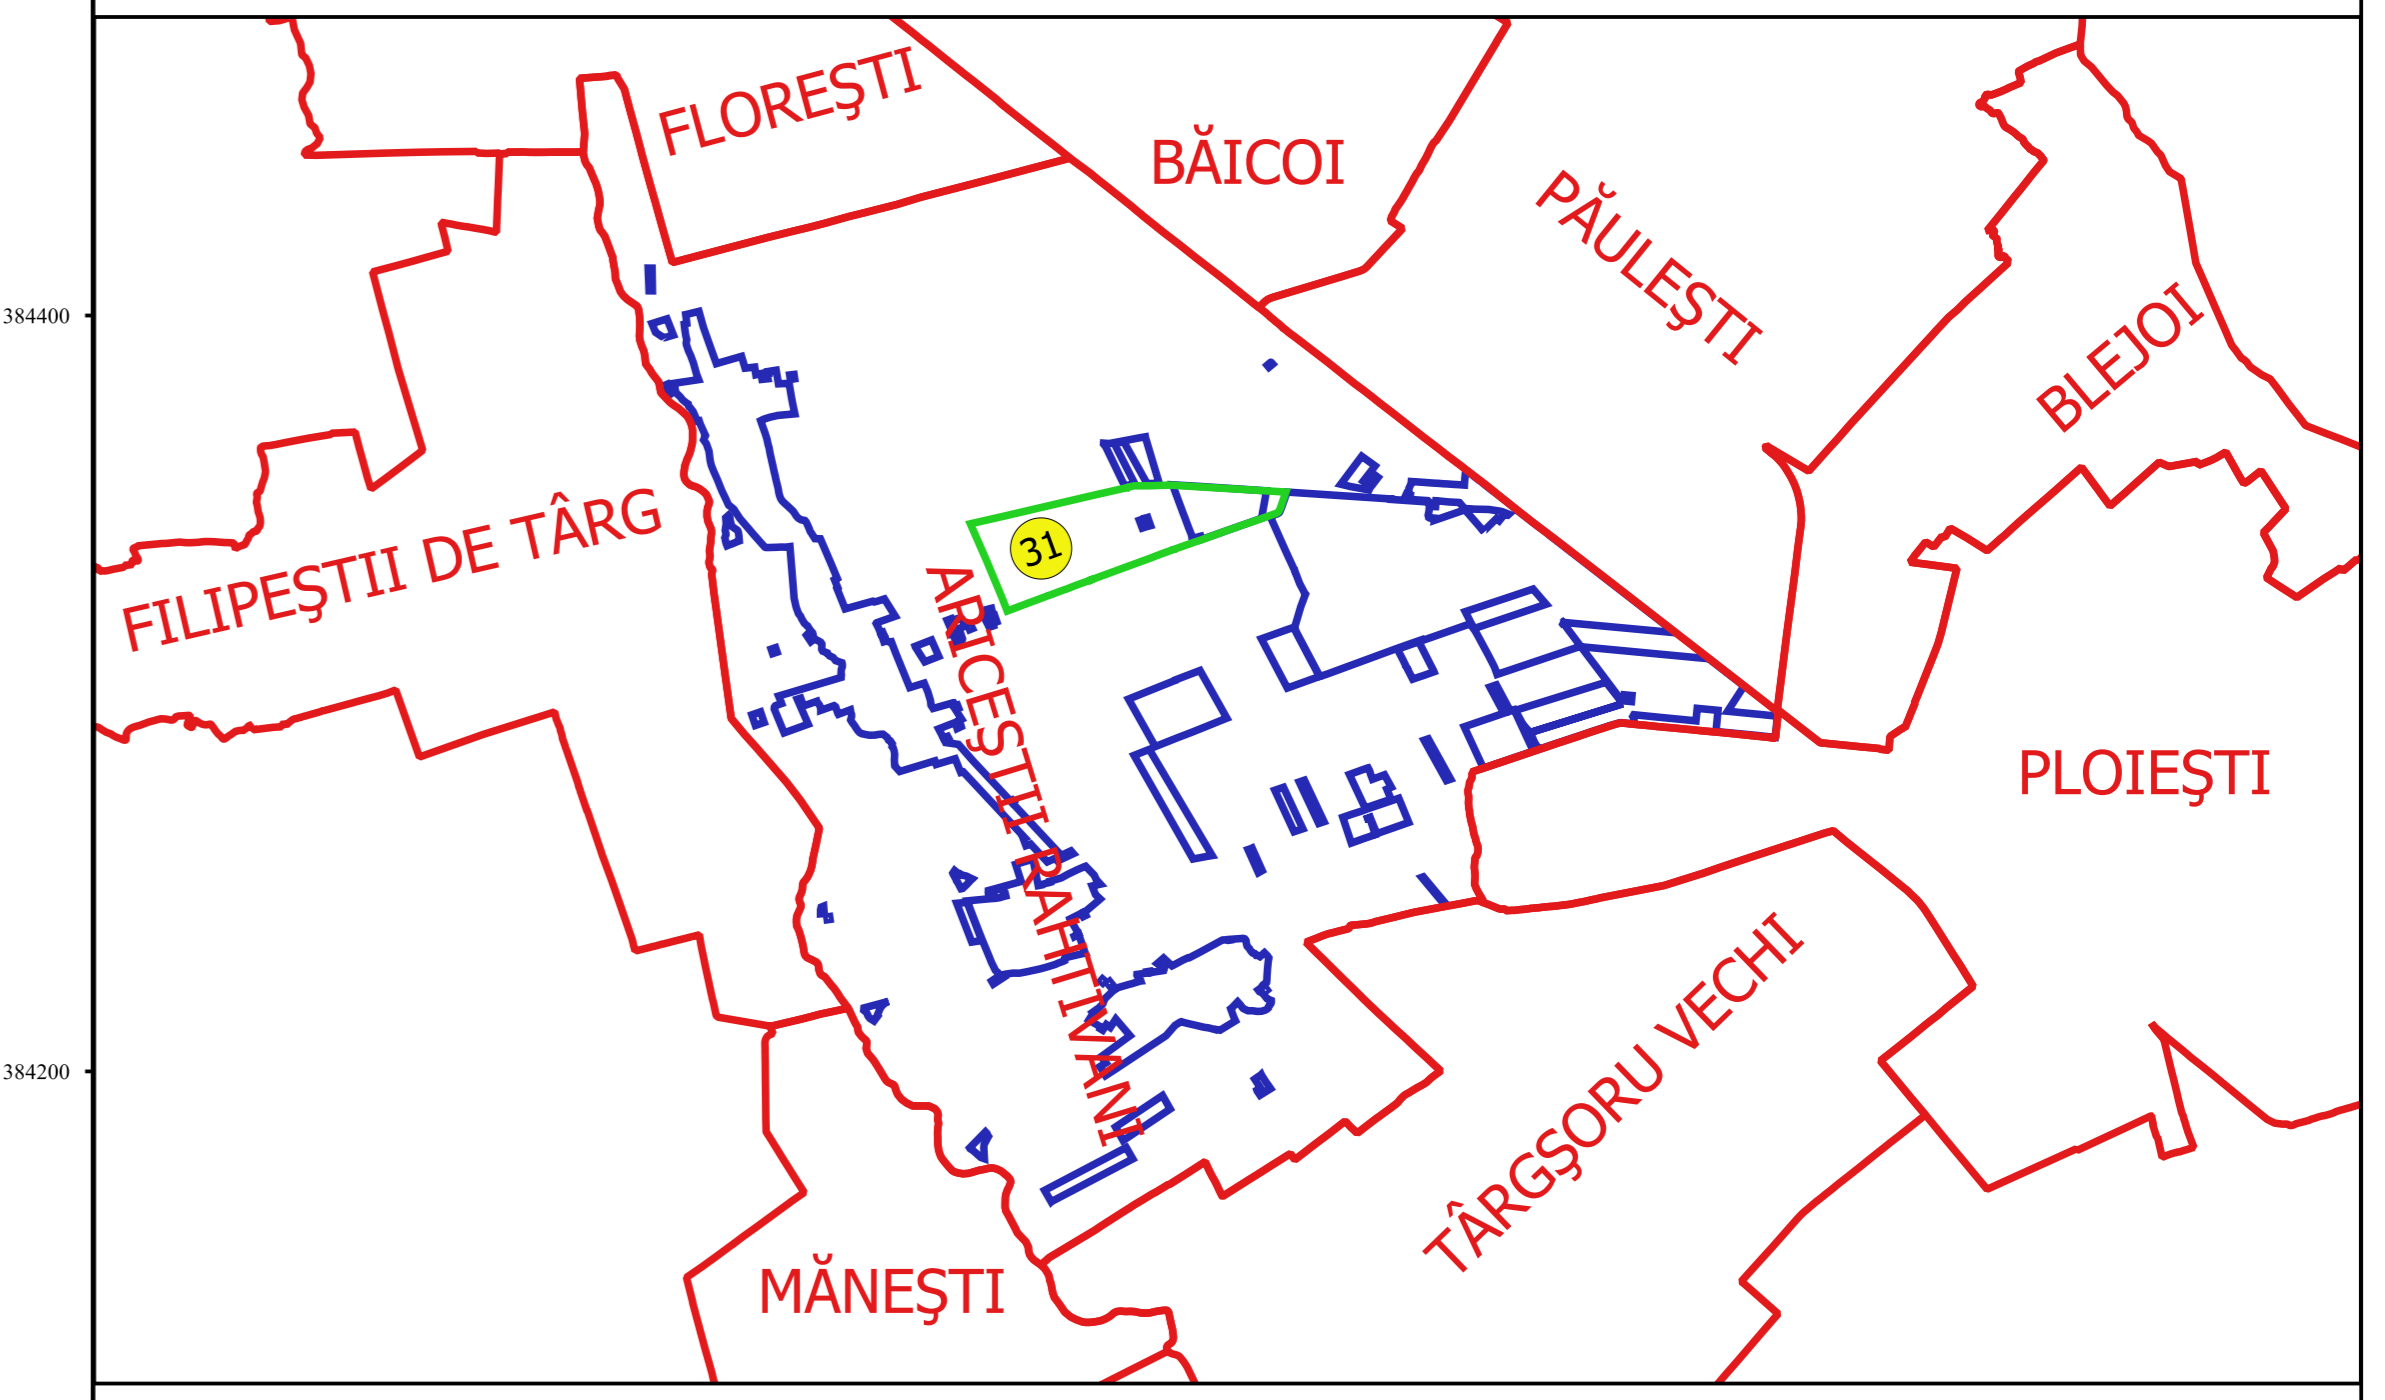 FLOREŞTI
BĂICOI
PĂULEŞTI
BLEJOI
384400
FILIPEŞTII DE TÂRG
31
ARICEŞTII RAHTIVANI
PLOIEŞTI
TÂRGŞORU VECHI
384200
MĂNEŞTI